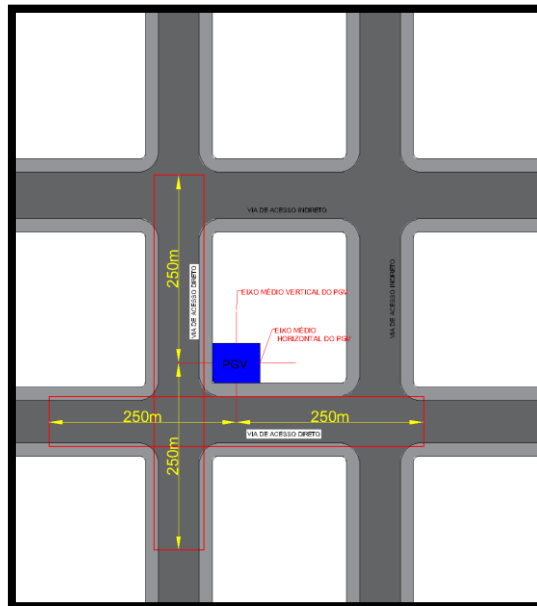 VIA DE ACESSO INDIRETO
250m
VIA DE ACESSO DIRETO
VIA DE ACESSO INDIRETO
EIXO MÉDIO VERTICAL DO PGV
EIXO MÉDIO
HORIZONTAL DO PGV
PGV
250m
250m
250m
VIA DE ACESSO DIRETO